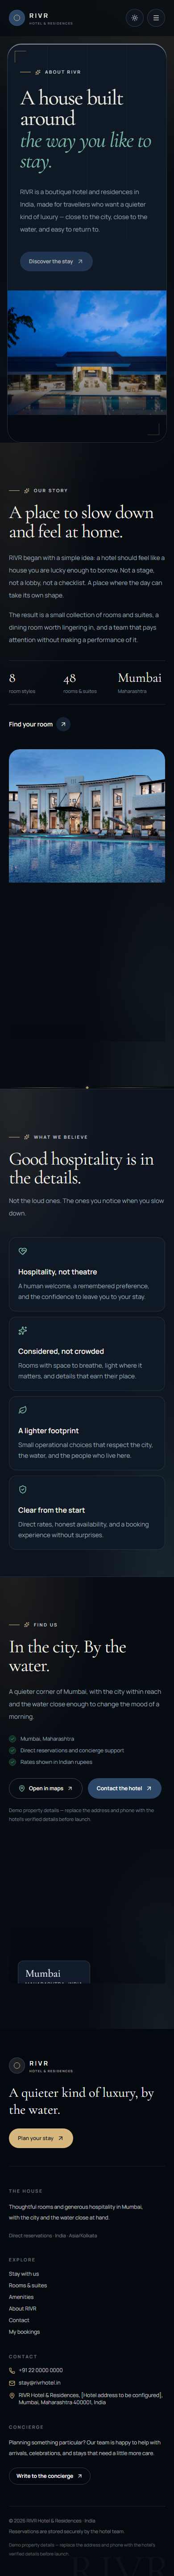 RIVR
HOTEL & RESIDENCES
ABOUT RIVR
A house built
around
the way you like to
stay.
RIVR is a boutique hotel and residences in
India, made for travellers who want a quieter
kind of luxury — close to the city, close to the
water, and easy to return to.
Discover the stay
OUR STORY
A place to slow down
and feel at home.
RIVR began with a simple idea: a hotel should feel like a
house you are lucky enough to borrow. Not a stage,
not a lobby, not a checklist. A place where the day can
take its own shape.
The result is a small collection of rooms and suites, a
dining room worth lingering in, and a team that pays
attention without making a performance of it.
8
48
Mumbai
room styles
rooms & suites
Maharashtra
Find your room
WHAT WE BELIEVE
Good hospitality is in
the details.
Not the loud ones. The ones you notice when you slow
down.
Hospitality, not theatre
A human welcome, a remembered preference,
and the confidence to leave you to your stay.
Considered, not crowded
Rooms with space to breathe, light where it
matters, and details that earn their place.
A lighter footprint
Small operational choices that respect the city,
the water, and the people who live here.
Clear from the start
Direct rates, honest availability, and a booking
experience without surprises.
FIND US
In the city. By the
water.
A quieter corner of Mumbai, with the city within reach
and the water close enough to change the mood of a
morning.
Mumbai, Maharashtra
Direct reservations and concierge support
Rates shown in Indian rupees
Open in maps
Contact the hotel
Demo property details — replace the address and phone with the
hotel's verified details before launch.
Mumbai
RIVR
HOTEL & RESIDENCES
A quieter kind of luxury, by
the water.
Plan your stay
THE HOUSE
Thoughtful rooms and generous hospitality in Mumbai,
with the city and the water close at hand.
Direct reservations · India · Asia/Kolkata
EXPLORE
Stay with us
Rooms & suites
Amenities
About RIVR
Contact
My bookings
CONTACT
+91 22 0000 0000
stay@rivrhotel.in
RIVR Hotel & Residences, [Hotel address to be configured],
Mumbai, Maharashtra 400001, India
CONCIERGE
Planning something particular? Our team is happy to help with
arrivals, celebrations, and stays that need a little more care.
Write to the concierge
© 2026 RIVR Hotel & Residences · India
Reservations are stored securely by the hotel team.
Demo property details — replace the address and phone with the hotel's
verified details before launch.
RIVR